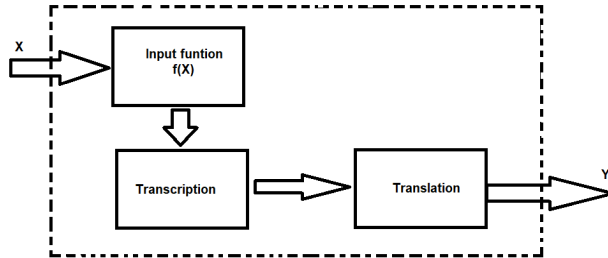 X
Input funtion
f(X)
Transcription
Translation
Y